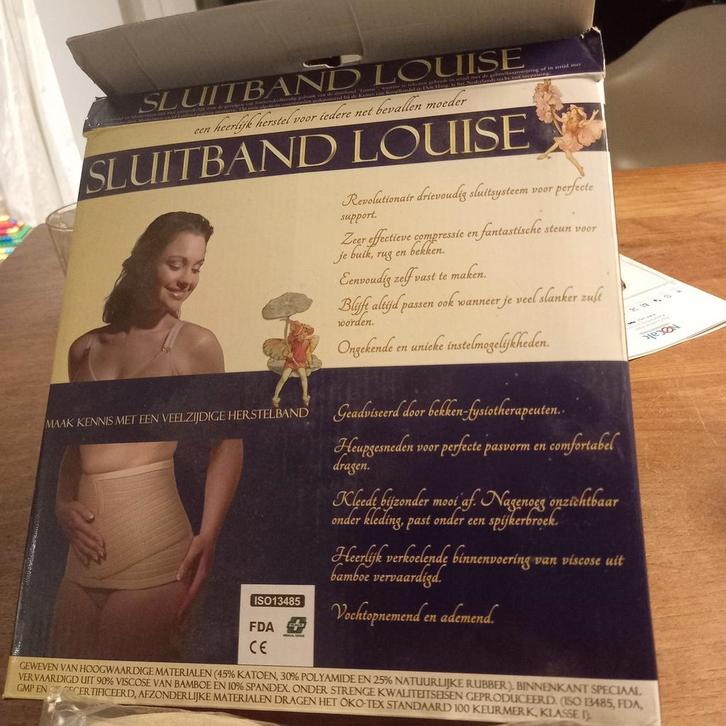 SLUITBAND LOUISE
een heerlijk herstel voor iedere net bevallen moeder
SLUITBAND LOUISE
Revolutionair drievoudig sluitsysteem voor perfecte
support.
Zeer effectieve compressie en fantastische steun voor
je buik, rug en bekken.
Eenvoudig zelf vast te maken.
Blijft altijd passen ook wanneer je veel slanker zult
worden.
Ongekende en unieke instelmogelijkheden.
MAAK KENNIS MET EEN VEELZIJDIGE HERSTELBAND
Geadviseerd door bekken-fysiotherapeuten.
Heupgesneden voor perfecte pasvorm en comfortabel
dragen.
Kleedt bijzonder mooi af. Nagenoeg onzichtbaar
onder kleding, past onder een spijkerbroek.
Heerlijk verkoelende binnenvoering van viscose uit
bamboe vervaardigd.
Vochtopnemend en ademend.
ISO13485
FDA
CE
GEWEVEN VAN HOOGWAARDIGE MATERIALEN (45% KATOEN, 30% POLYAMIDE EN 25% NATUURLIJKE RUBBER). BINNENKANT SPECIAAL
VERVAARDIGD UIT 90% VISCOSE VAN BAMBOE EN 10% SPANDEX. ONDER STRENGE KWALITEITSEISEN GEPRODUCEERD. (ISO 13485, FDA,
GMP EN CE GECERTIFICEERD, AFZONDERLIJKE MATERIALEN DRAGEN HET ÖKO-TEX STANDAARD 100 KEURMERK, KLASSE 1).